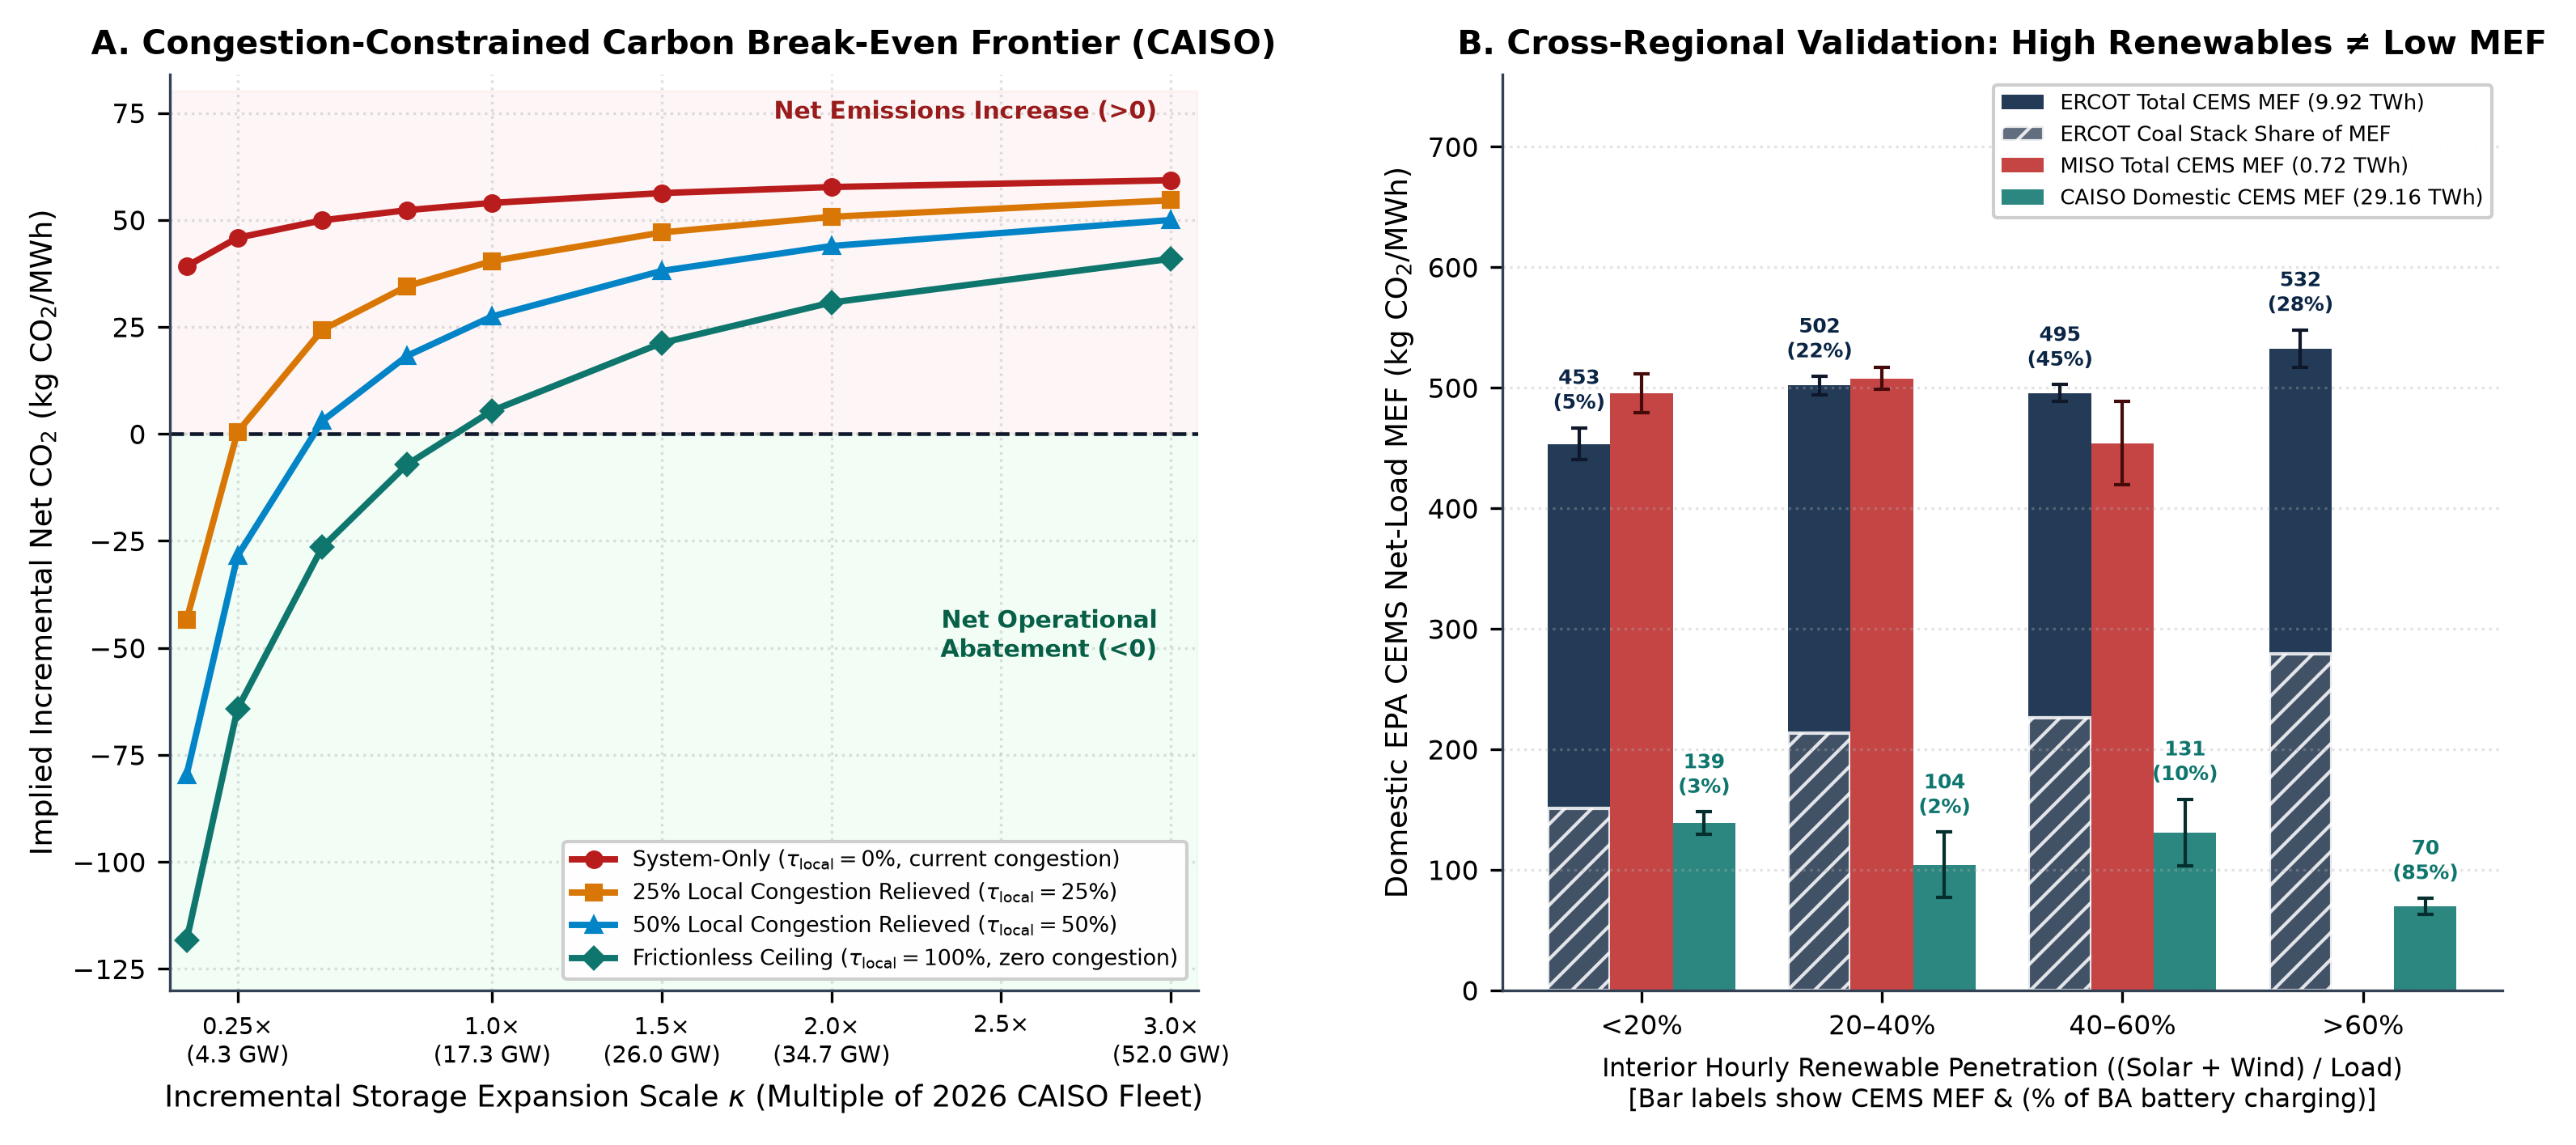 A. Congestion-Constrained Carbon Break-Even Frontier (CAISO)
Implied Incremental Net CO₂ (kg CO₂/MWh)
75
50
25
0
−25
−50
−75
−100
−125
Net Emissions Increase (>0)
Net Operational
Abatement (<0)
System-Only (τlocal = 0%, current congestion)
25% Local Congestion Relieved (τlocal = 25%)
50% Local Congestion Relieved (τlocal = 50%)
Frictionless Ceiling (τlocal = 100%, zero congestion)
0.25× 1.0× 1.5× 2.0× 2.5× 3.0×
(4.3 GW) (17.3 GW) (26.0 GW) (34.7 GW) (52.0 GW)
Incremental Storage Expansion Scale κ (Multiple of 2026 CAISO Fleet)
B. Cross-Regional Validation: High Renewables ≠ Low MEF
Domestic EPA CEMS Net-Load MEF (kg CO₂/MWh)
700
600
500
400
300
200
100
0
ERCOT Total CEMS MEF (9.92 TWh)
ERCOT Coal Stack Share of MEF
MISO Total CEMS MEF (0.72 TWh)
CAISO Domestic CEMS MEF (29.16 TWh)
453
(5%)
139
(3%)
502
(22%)
104
(2%)
495
(45%)
131
(10%)
532
(28%)
70
(85%)
<20% 20–40% 40–60% >60%
Interior Hourly Renewable Penetration ((Solar + Wind) / Load)
[Bar labels show CEMS MEF & (% of BA battery charging)]